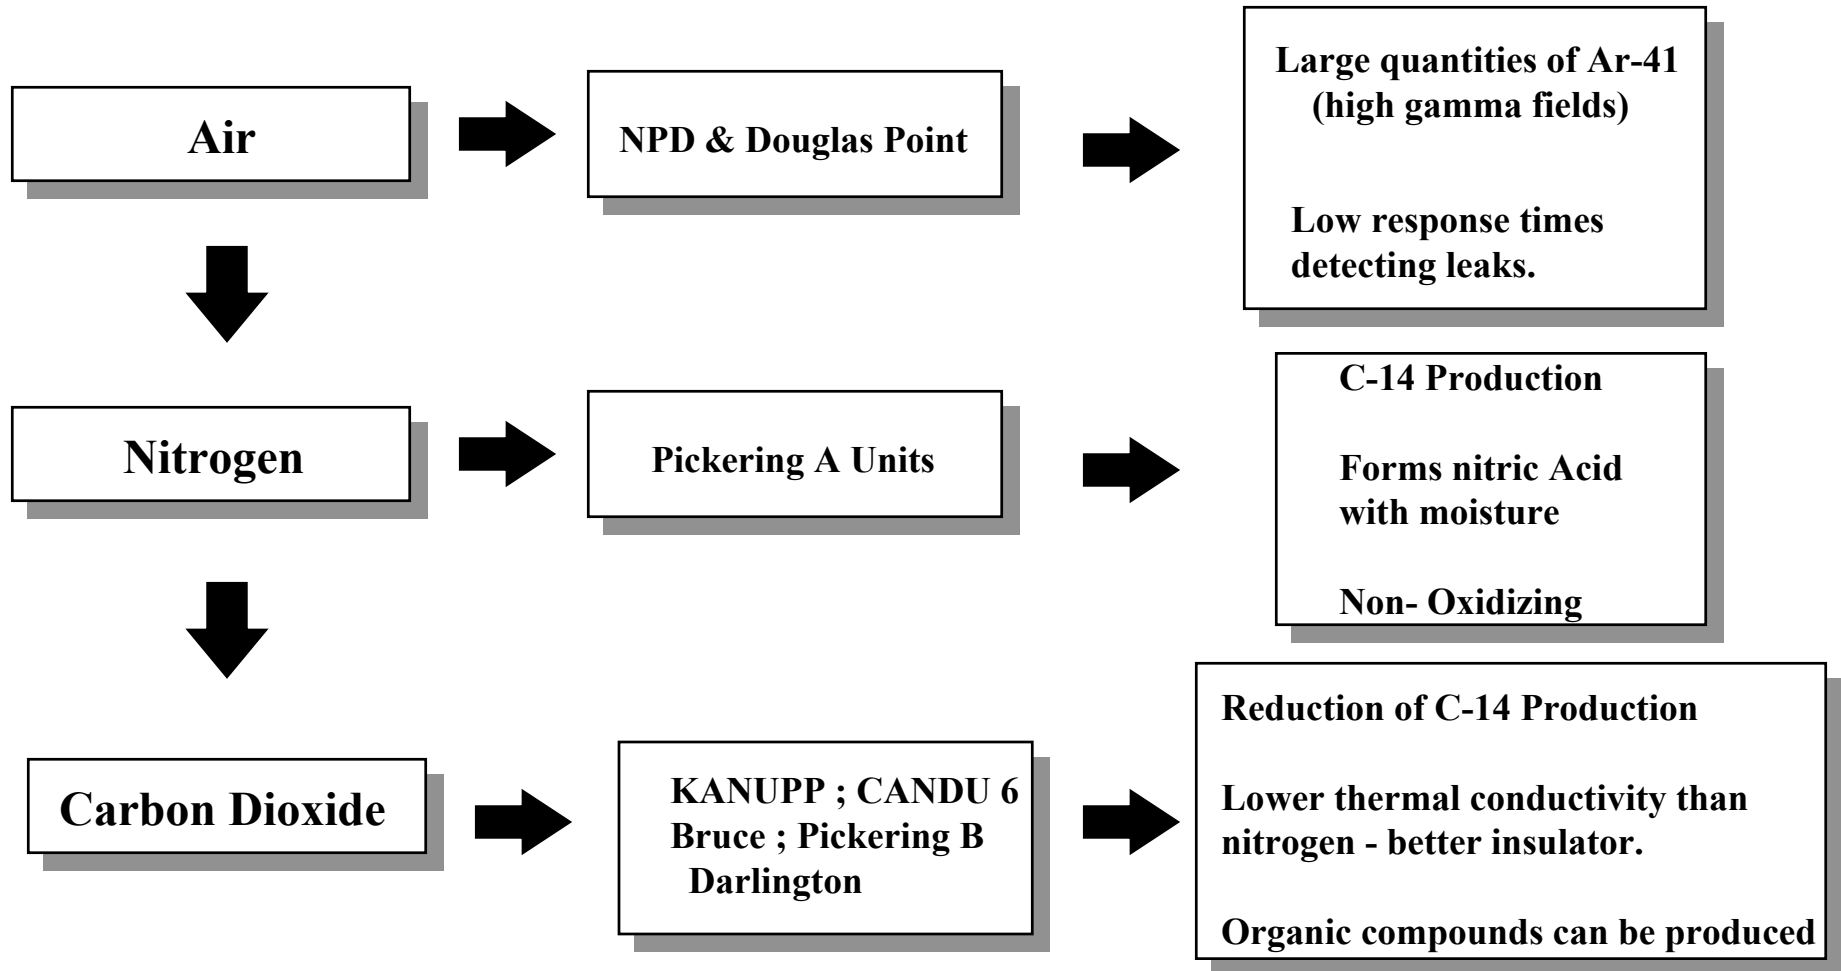 Air
NPD & Douglas Point
Large quantities of Ar-41
(high gamma fields)
Low response times
detecting leaks.
Nitrogen
Pickering A Units
C-14 Production
Forms nitric Acid
with moisture
Non- Oxidizing
Carbon Dioxide
KANUPP ; CANDU 6
Bruce ; Pickering B
Darlington
Reduction of C-14 Production
Lower thermal conductivity than
nitrogen - better insulator.
Organic compounds can be produced